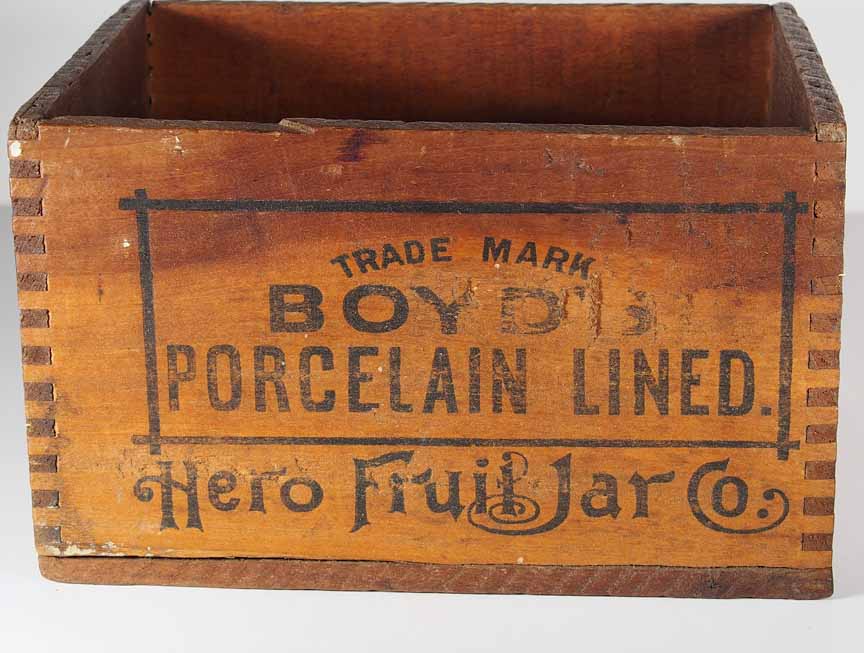 TRADE MARK
BOYD'S
PORCELAIN LINED.
Hero Fruit Jar Co.